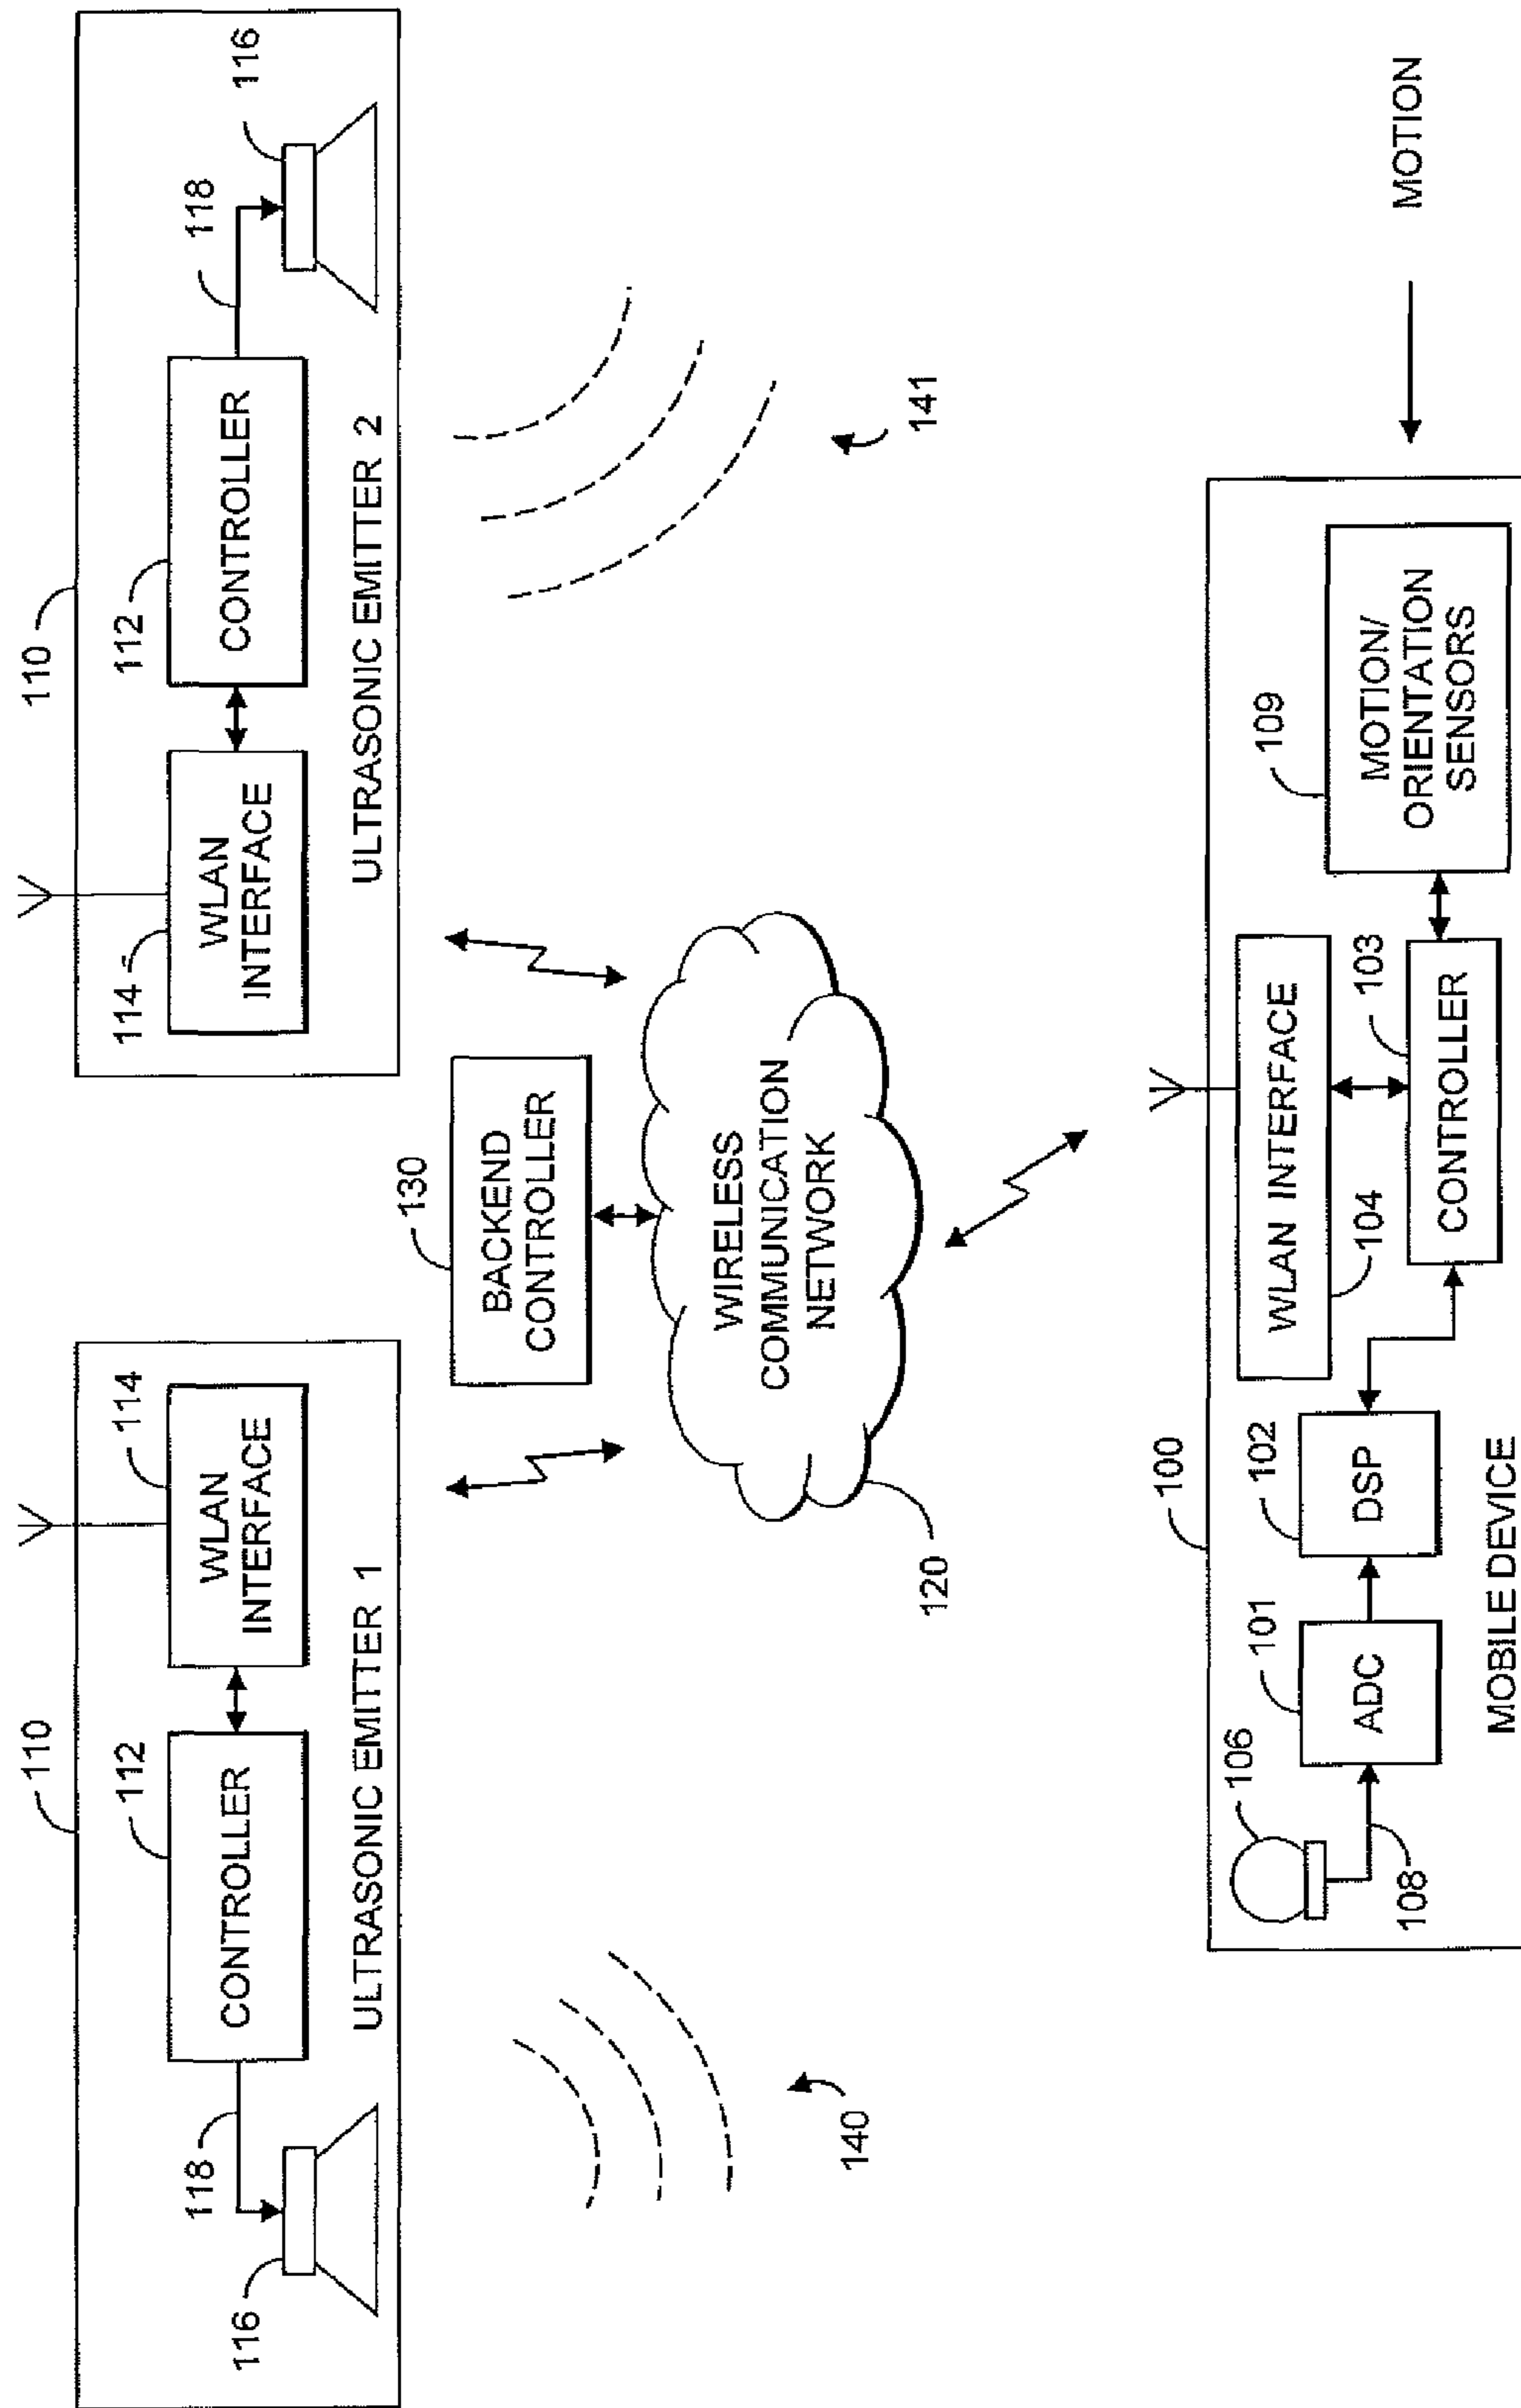 110
110
118
112
114
114
112
118
116
CONTROLLER
WLAN
INTERFACE
WLAN
INTERFACE
CONTROLLER
116
ULTRASONIC EMITTER 1
ULTRASONIC EMITTER 2
130
BACKEND
CONTROLLER
140
141
WIRELESS
COMMUNICATION
NETWORK
120
100
106
101
102
WLAN INTERFACE
109
104
103
ADC
DSP
MOTION/
ORIENTATION
SENSORS
MOTION
108
CONTROLLER
MOBILE DEVICE